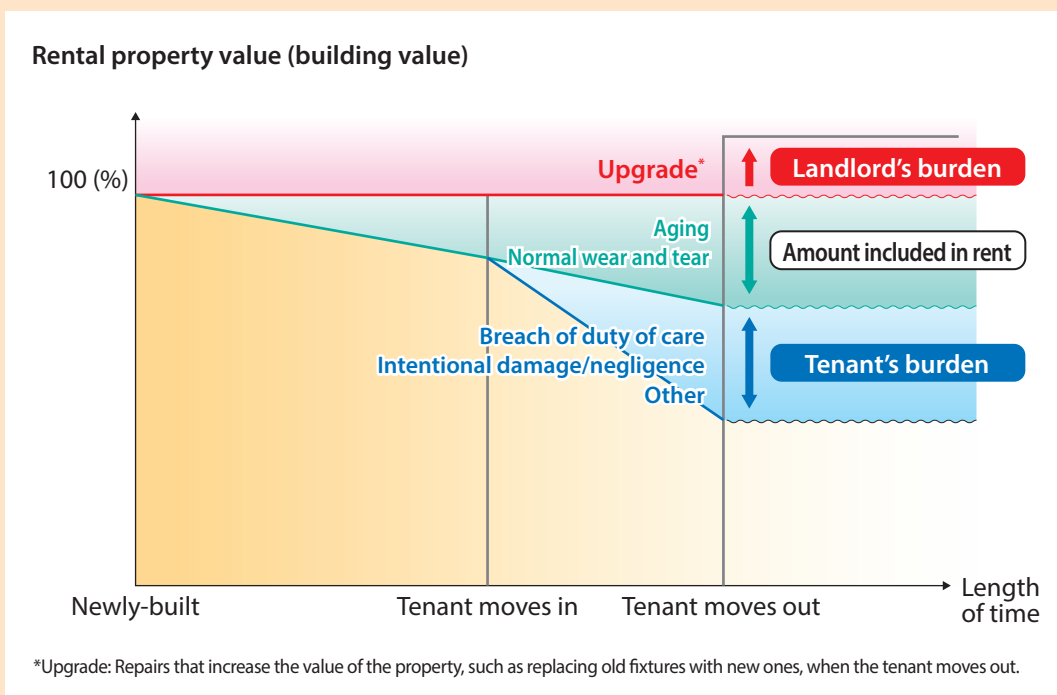 Rental property value (building value)
100 (%)
Upgrade*
Landlord's burden
Aging
Normal wear and tear
Amount included in rent
Breach of duty of care
Intentional damage/negligence
Other
Tenant's burden
Newly-built
Tenant moves in
Tenant moves out
Length
of time
*Upgrade: Repairs that increase the value of the property, such as replacing old fixtures with new ones, when the tenant moves out.